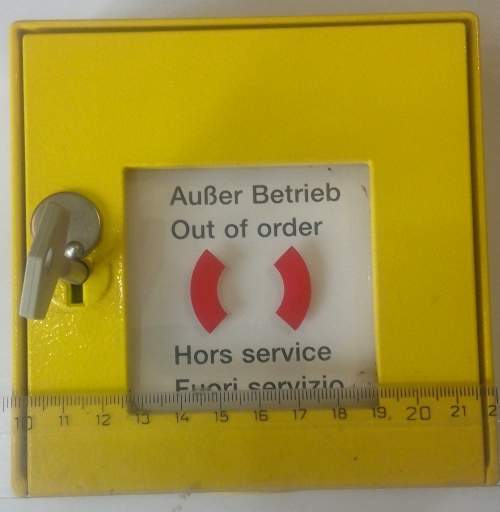 Außer Betrieb
Out of order
Hors service
Fuori servizio
10 11 12 13 14 15 16 17 18 19 20 21 2